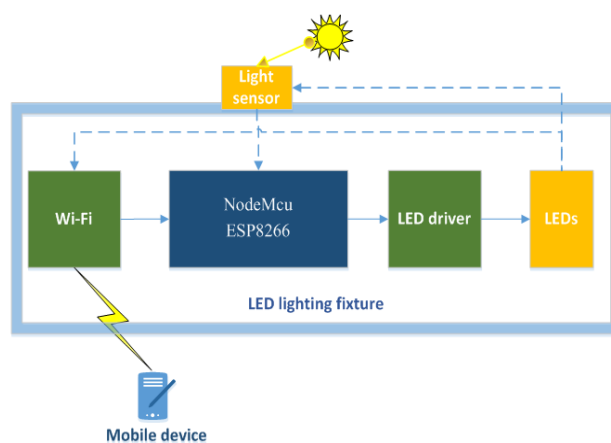 Light
sensor
Wi-Fi
NodeMcu
ESP8266
LED driver
LEDs
LED lighting fixture
Mobile device